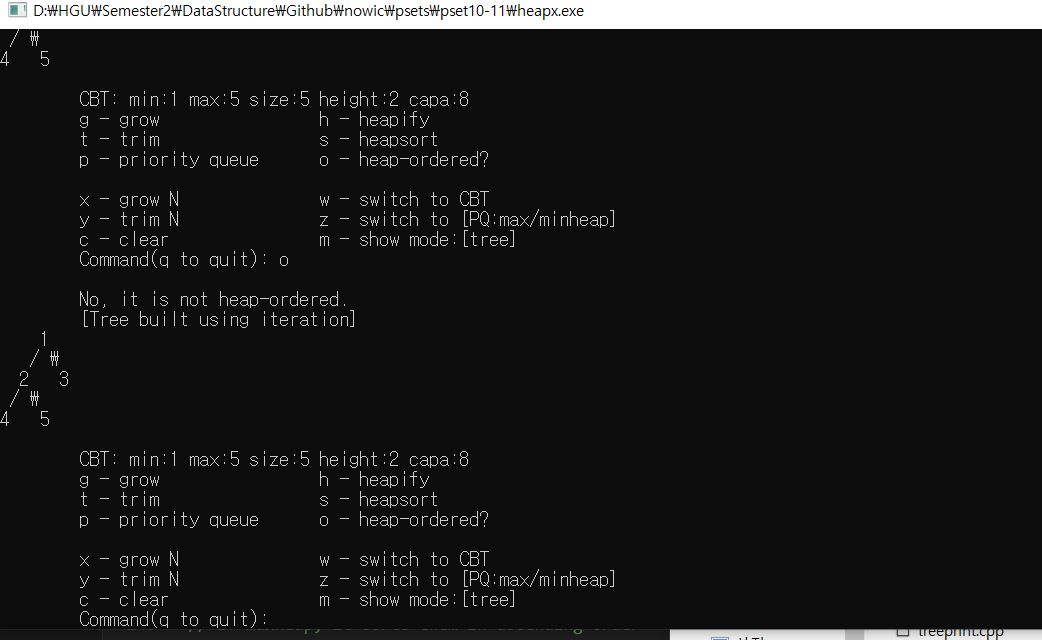 D:₩HGU₩Semester2₩DataStructure₩Github₩nowic₩psets₩pset10-11₩heapx.exe
/ ₩
4 5
CBT: min:1 max:5 size:5 height:2 capa:8
g - grow h - heapify
t - trim s - heapsort
p - priority queue o - heap-ordered?
x - grow N w - switch to CBT
y - trim N z - switch to [PQ:max/minheap]
c - clear m - show mode:[tree]
Command(q to quit): o
No, it is not heap-ordered.
[Tree built using iteration]
1
/ ₩
2 3
/ ₩
4 5
CBT: min:1 max:5 size:5 height:2 capa:8
g - grow h - heapify
t - trim s - heapsort
p - priority queue o - heap-ordered?
x - grow N w - switch to CBT
y - trim N z - switch to [PQ:max/minheap]
c - clear m - show mode:[tree]
Command(q to quit):
treeprint.cpp